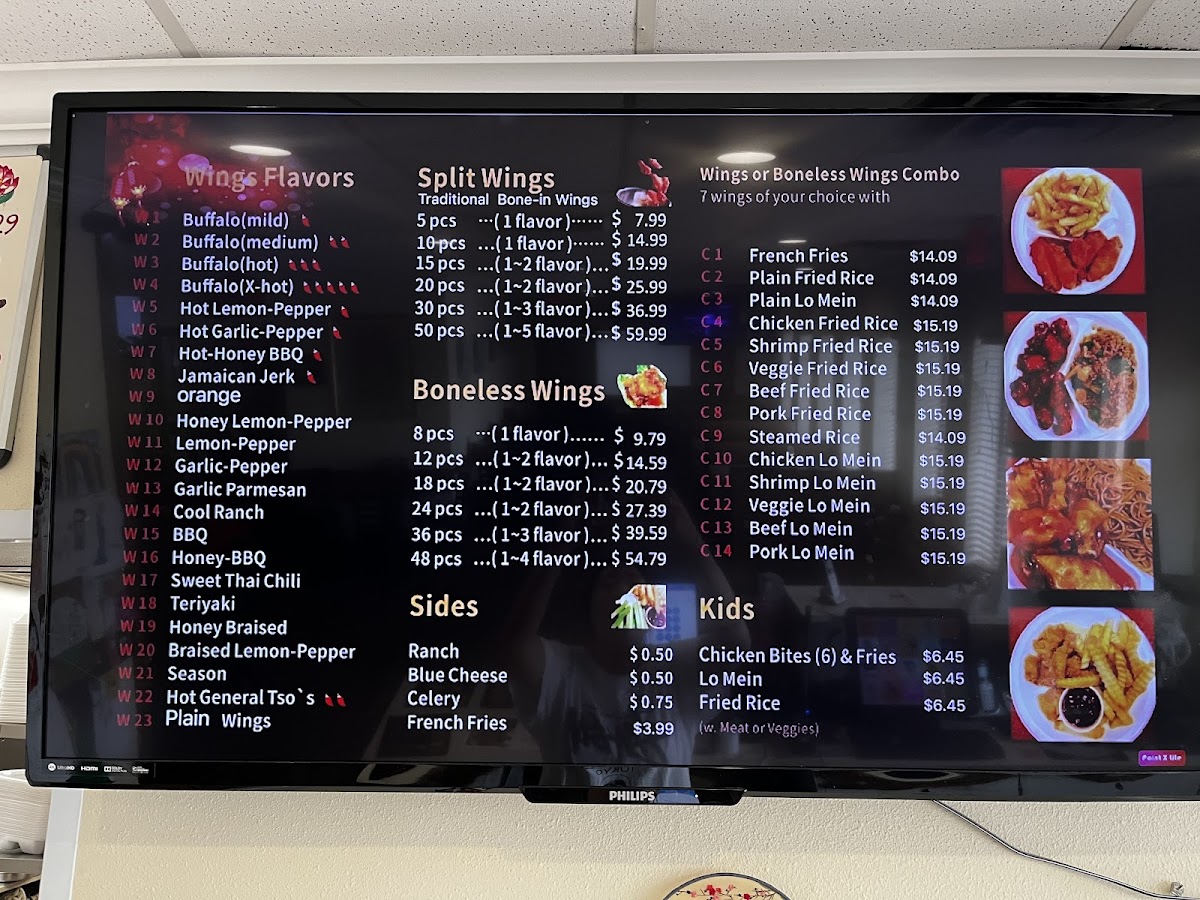 Wings Flavors
W 1 Buffalo(mild)
W 2 Buffalo(medium)
W 3 Buffalo(hot)
W 4 Buffalo(X-hot)
W 5 Hot Lemon-Pepper
W 6 Hot Garlic-Pepper
W 7 Hot-Honey BBQ
W 8 Jamaican Jerk
W 9 orange
W 10 Honey Lemon-Pepper
W 11 Lemon-Pepper
W 12 Garlic-Pepper
W 13 Garlic Parmesan
W 14 Cool Ranch
W 15 BBQ
W 16 Honey-BBQ
W 17 Sweet Thai Chili
W 18 Teriyaki
W 19 Honey Braised
W 20 Braised Lemon-Pepper
W 21 Season
W 22 Hot General Tso`s
W 23 Plain Wings
Split Wings
Traditional Bone-in Wings
5 pcs ...( 1 flavor )...... $ 7.99
10 pcs ...( 1 flavor )...... $ 14.99
15 pcs ...( 1~2 flavor )... $ 19.99
20 pcs ...( 1~2 flavor )... $ 25.99
30 pcs ...( 1~3 flavor )... $ 36.99
50 pcs ...( 1~5 flavor )... $ 59.99
Boneless Wings
8 pcs ...( 1 flavor )...... $ 9.79
12 pcs ...( 1~2 flavor )... $ 14.59
18 pcs ...( 1~2 flavor )... $ 20.79
24 pcs ...( 1~2 flavor )... $ 27.39
36 pcs ...( 1~3 flavor )... $ 39.59
48 pcs ...( 1~4 flavor )... $ 54.79
Sides
Ranch $ 0.50
Blue Cheese $ 0.50
Celery $ 0.75
French Fries $3.99
Wings or Boneless Wings Combo
7 wings of your choice with
C 1 French Fries $14.09
C 2 Plain Fried Rice $14.09
C 3 Plain Lo Mein $14.09
C 4 Chicken Fried Rice $15.19
C 5 Shrimp Fried Rice $15.19
C 6 Veggie Fried Rice $15.19
C 7 Beef Fried Rice $15.19
C 8 Pork Fried Rice $15.19
C 9 Steamed Rice $14.09
C 10 Chicken Lo Mein $15.19
C 11 Shrimp Lo Mein $15.19
C 12 Veggie Lo Mein $15.19
C 13 Beef Lo Mein $15.19
C 14 Pork Lo Mein $15.19
Kids
Chicken Bites (6) & Fries $6.45
Lo Mein $6.45
Fried Rice $6.45
(w. Meat or Veggies)
Point X lite
HDMI
PHILIPS